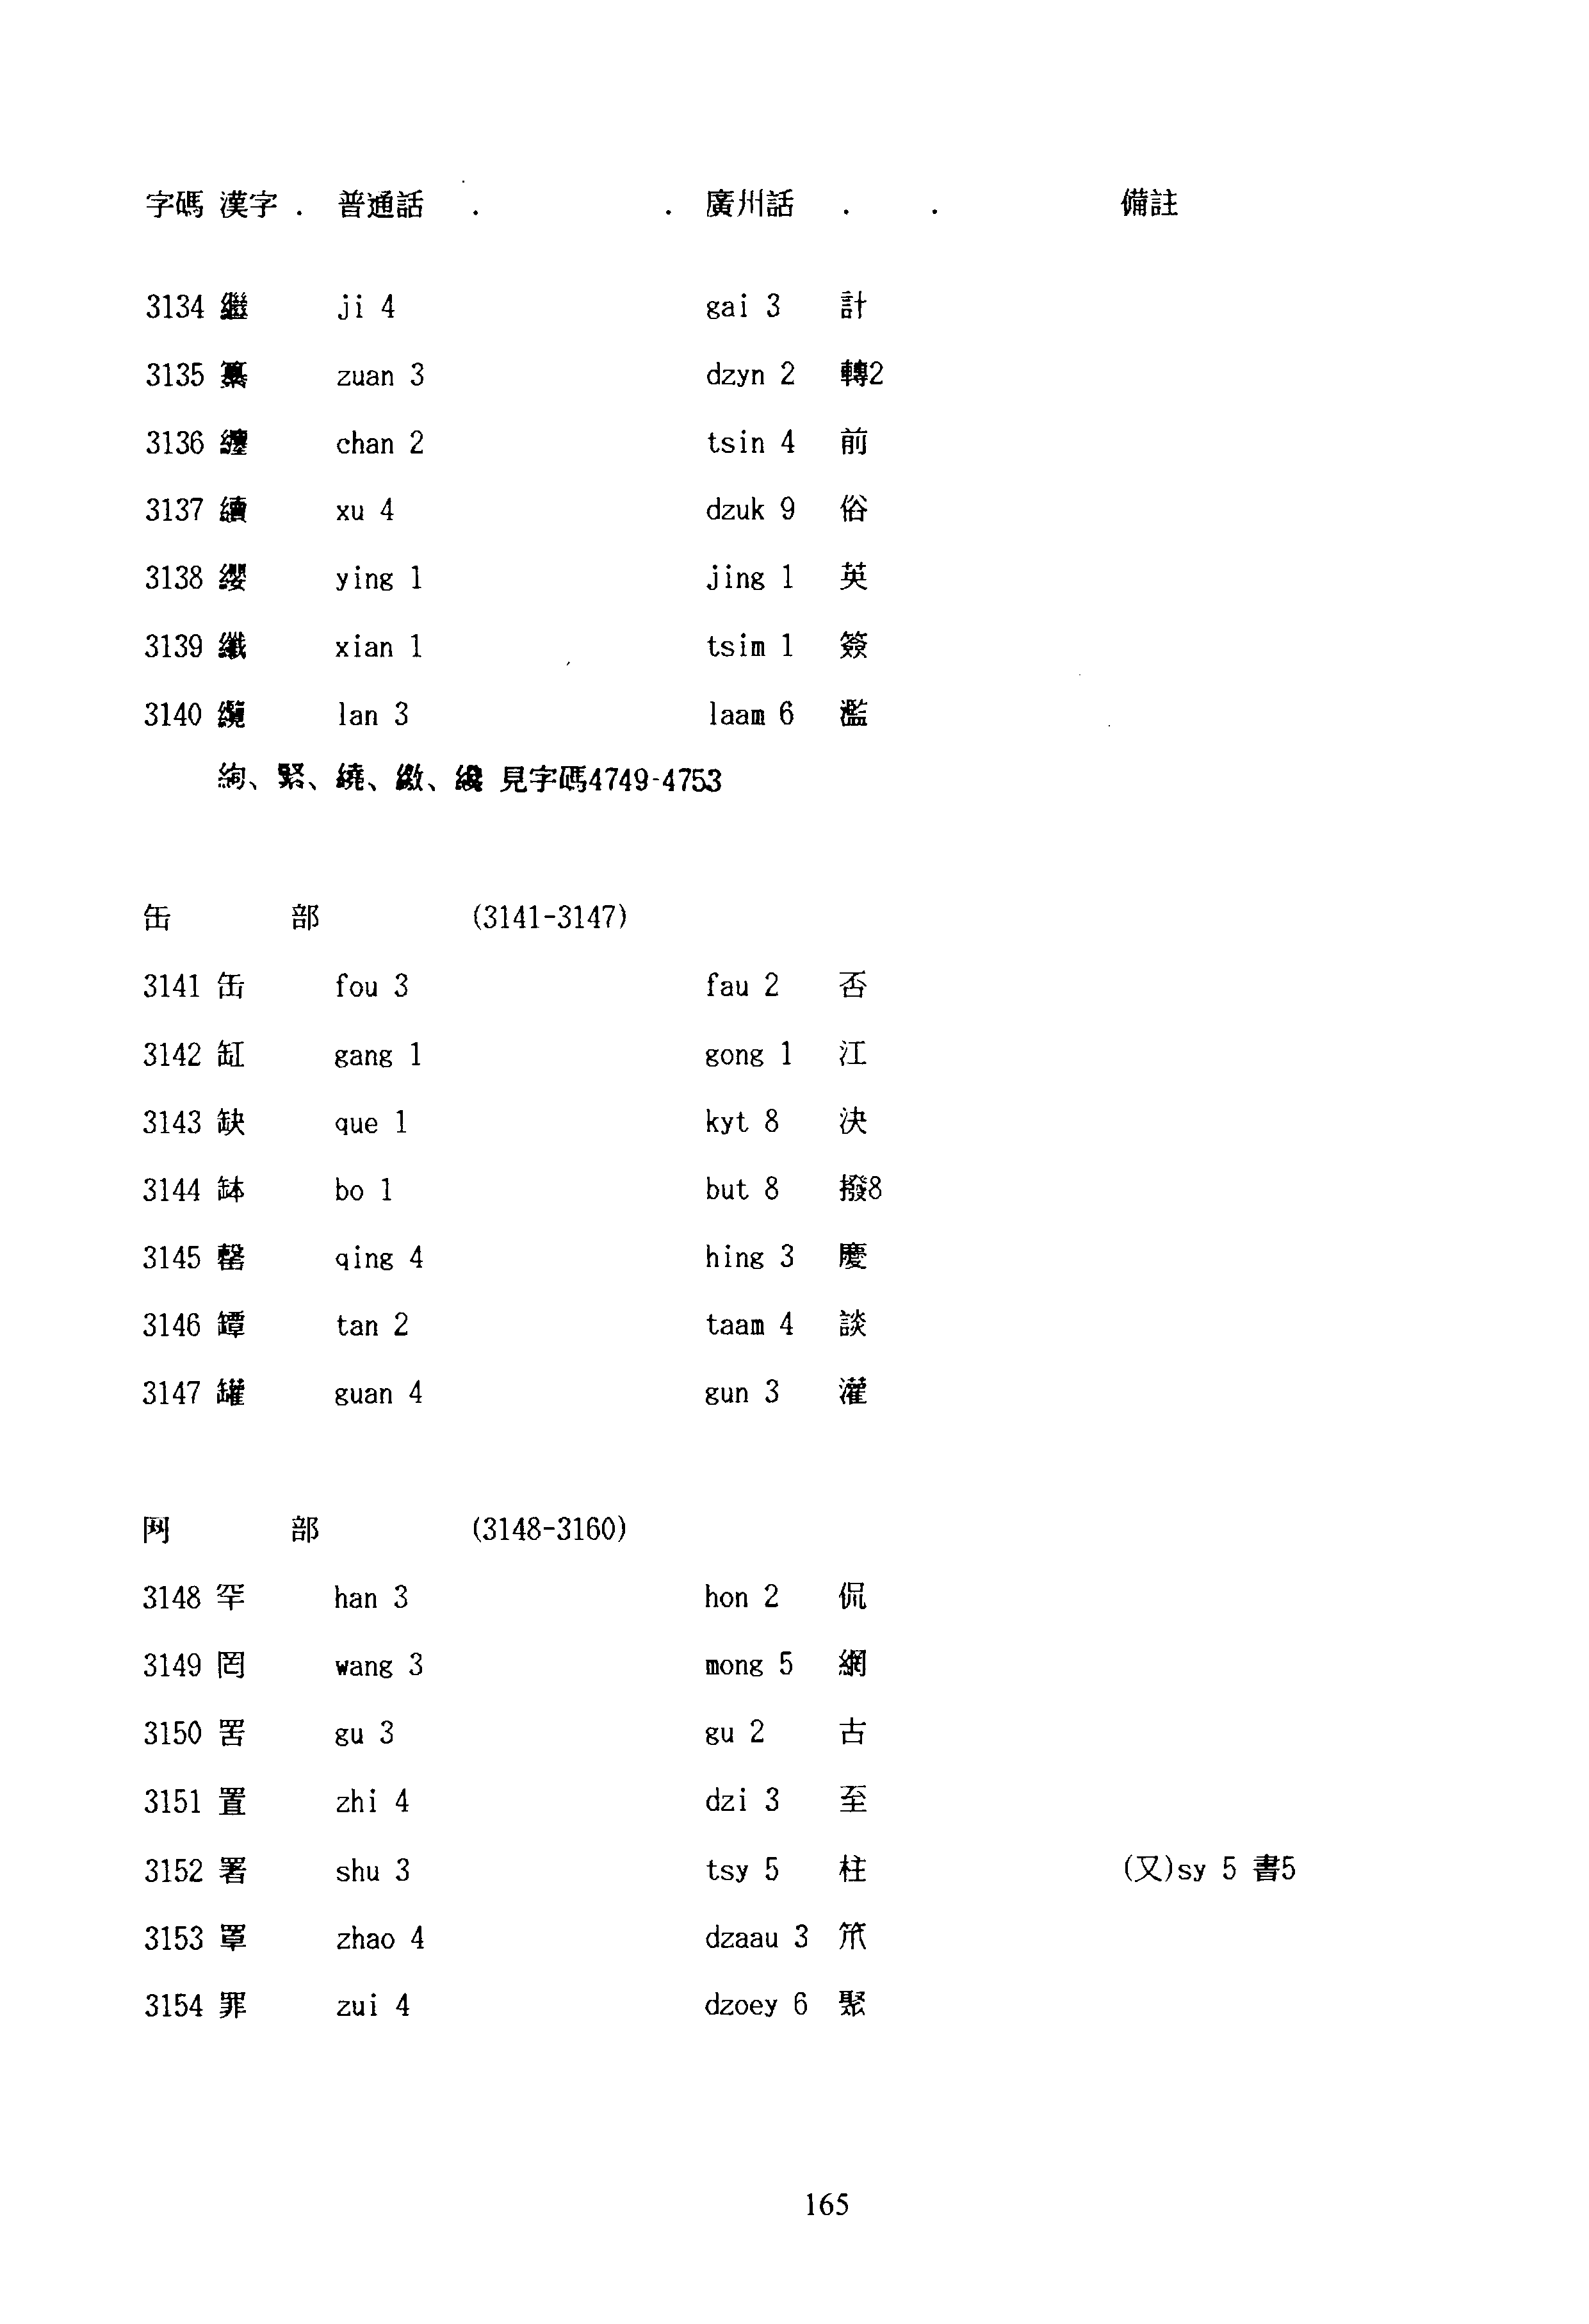 字碼 漢字 . 普通話 . . 廣州話 . . 備註
3134 繼 ji 4 gai 3 計
3135 纂 zuan 3 dzyn 2 轉2
3136 纏 chan 2 tsin 4 前
3137 續 xu 4 dzuk 9 俗
3138 纓 ying 1 jing 1 英
3139 纖 xian 1 tsim 1 簽
3140 纜 lan 3 laam 6 濫
絢、緊、繞、繳、 見字碼4749-4753
缶 部 (3141-3147)
3141 缶 fou 3 fau 2 否
3142 缸 gang 1 gong 1 江
3143 缺 que 1 kyt 8 決
3144 缽 bo 1 but 8 撥8
3145 罄 qing 4 hing 3 慶
3146 罈 tan 2 taam 4 談
3147 罐 guan 4 gun 3 灌
网 部 (3148-3160)
3148 罕 han 3 hon 2 侃
3149 罔 wang 3 mong 5 網
3150 罟 gu 3 gu 2 古
3151 置 zhi 4 dzi 3 至
3152 署 shu 3 tsy 5 柱 (又)sy 5 書5
3153 罩 zhao 4 dzaau 3 笊
3154 罪 zui 4 dzoey 6 聚
165